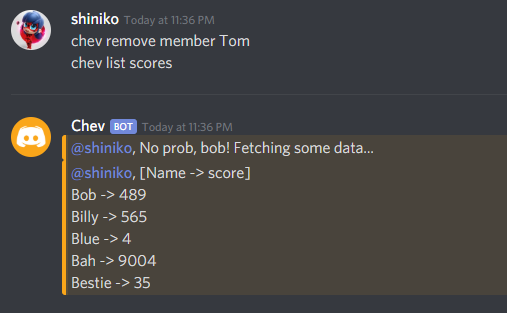 shiniko Today at 11:36 PM
chev remove member Tom
chev list scores
Chev BOT Today at 11:36 PM
@shiniko, No prob, bob! Fetching some data...
@shiniko, [Name -> score]
Bob -> 489
Billy -> 565
Blue -> 4
Bah -> 9004
Bestie -> 35